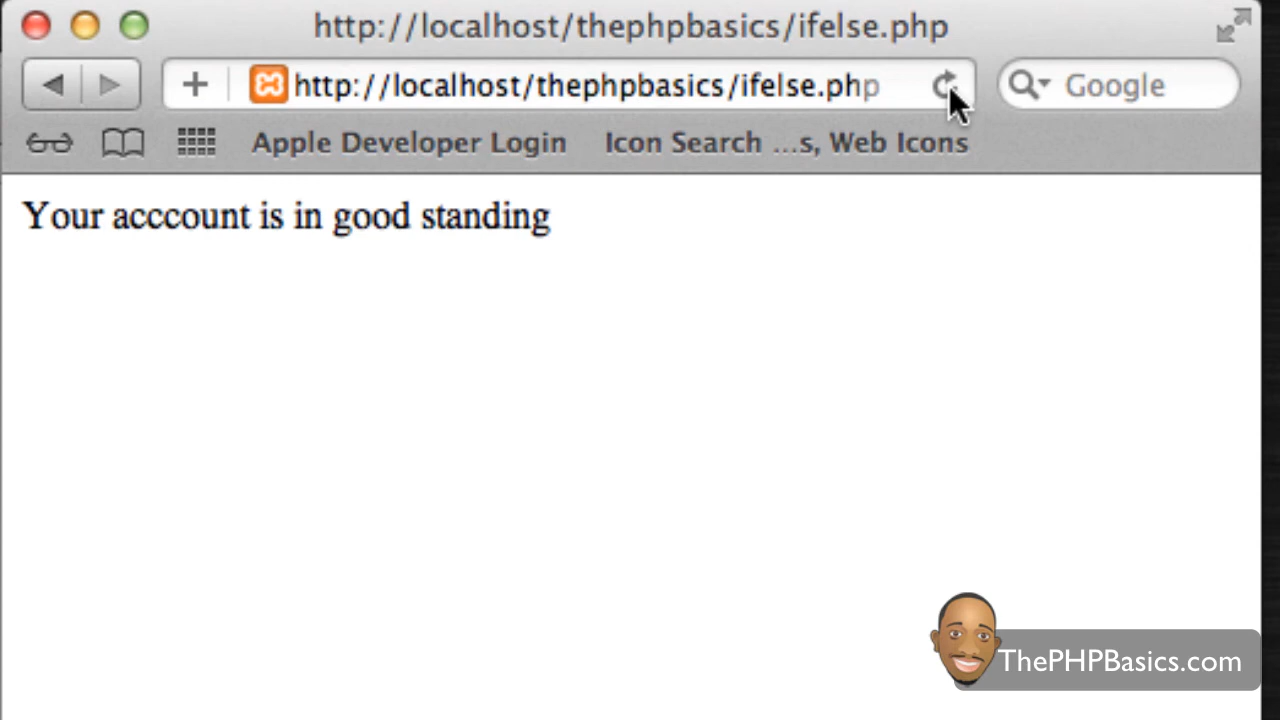 http://localhost/thephpbasics/ifelse.php
http://localhost/thephpbasics/ifelse.php
Google
Apple Developer Login Icon Search ...s, Web Icons
Your acccount is in good standing
ThePHPBasics.com